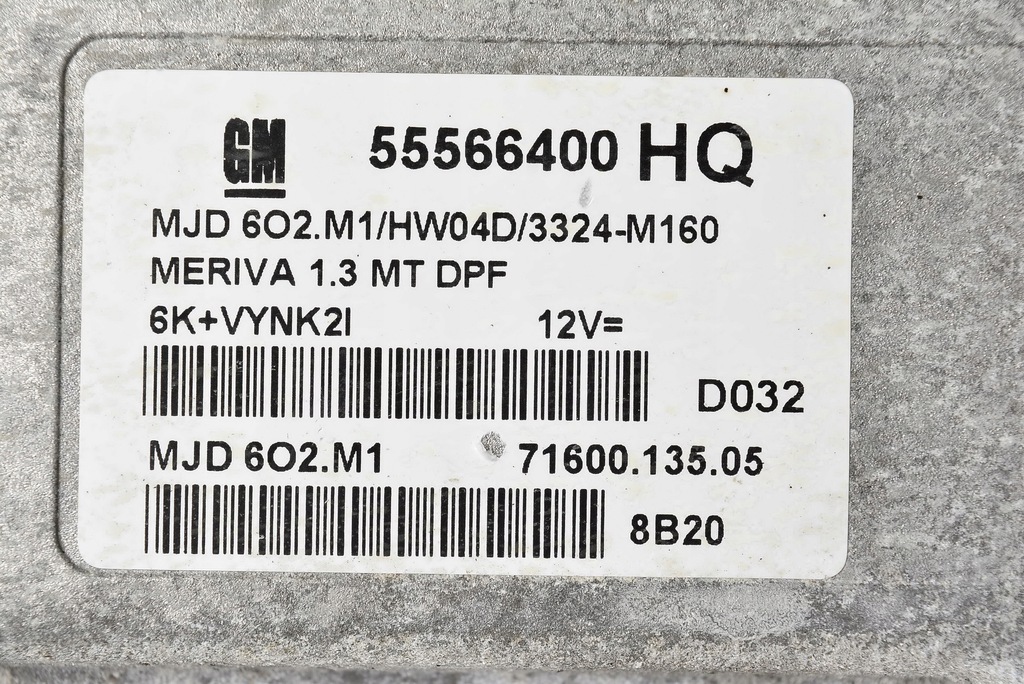 GM 55566400 HQ
MJD 6O2.M1/HW04D/3324-M160
MERIVA 1.3 MT DPF
6K+VYNK2I 12V=
D032
MJD 6O2.M1 71600.135.05
8B20